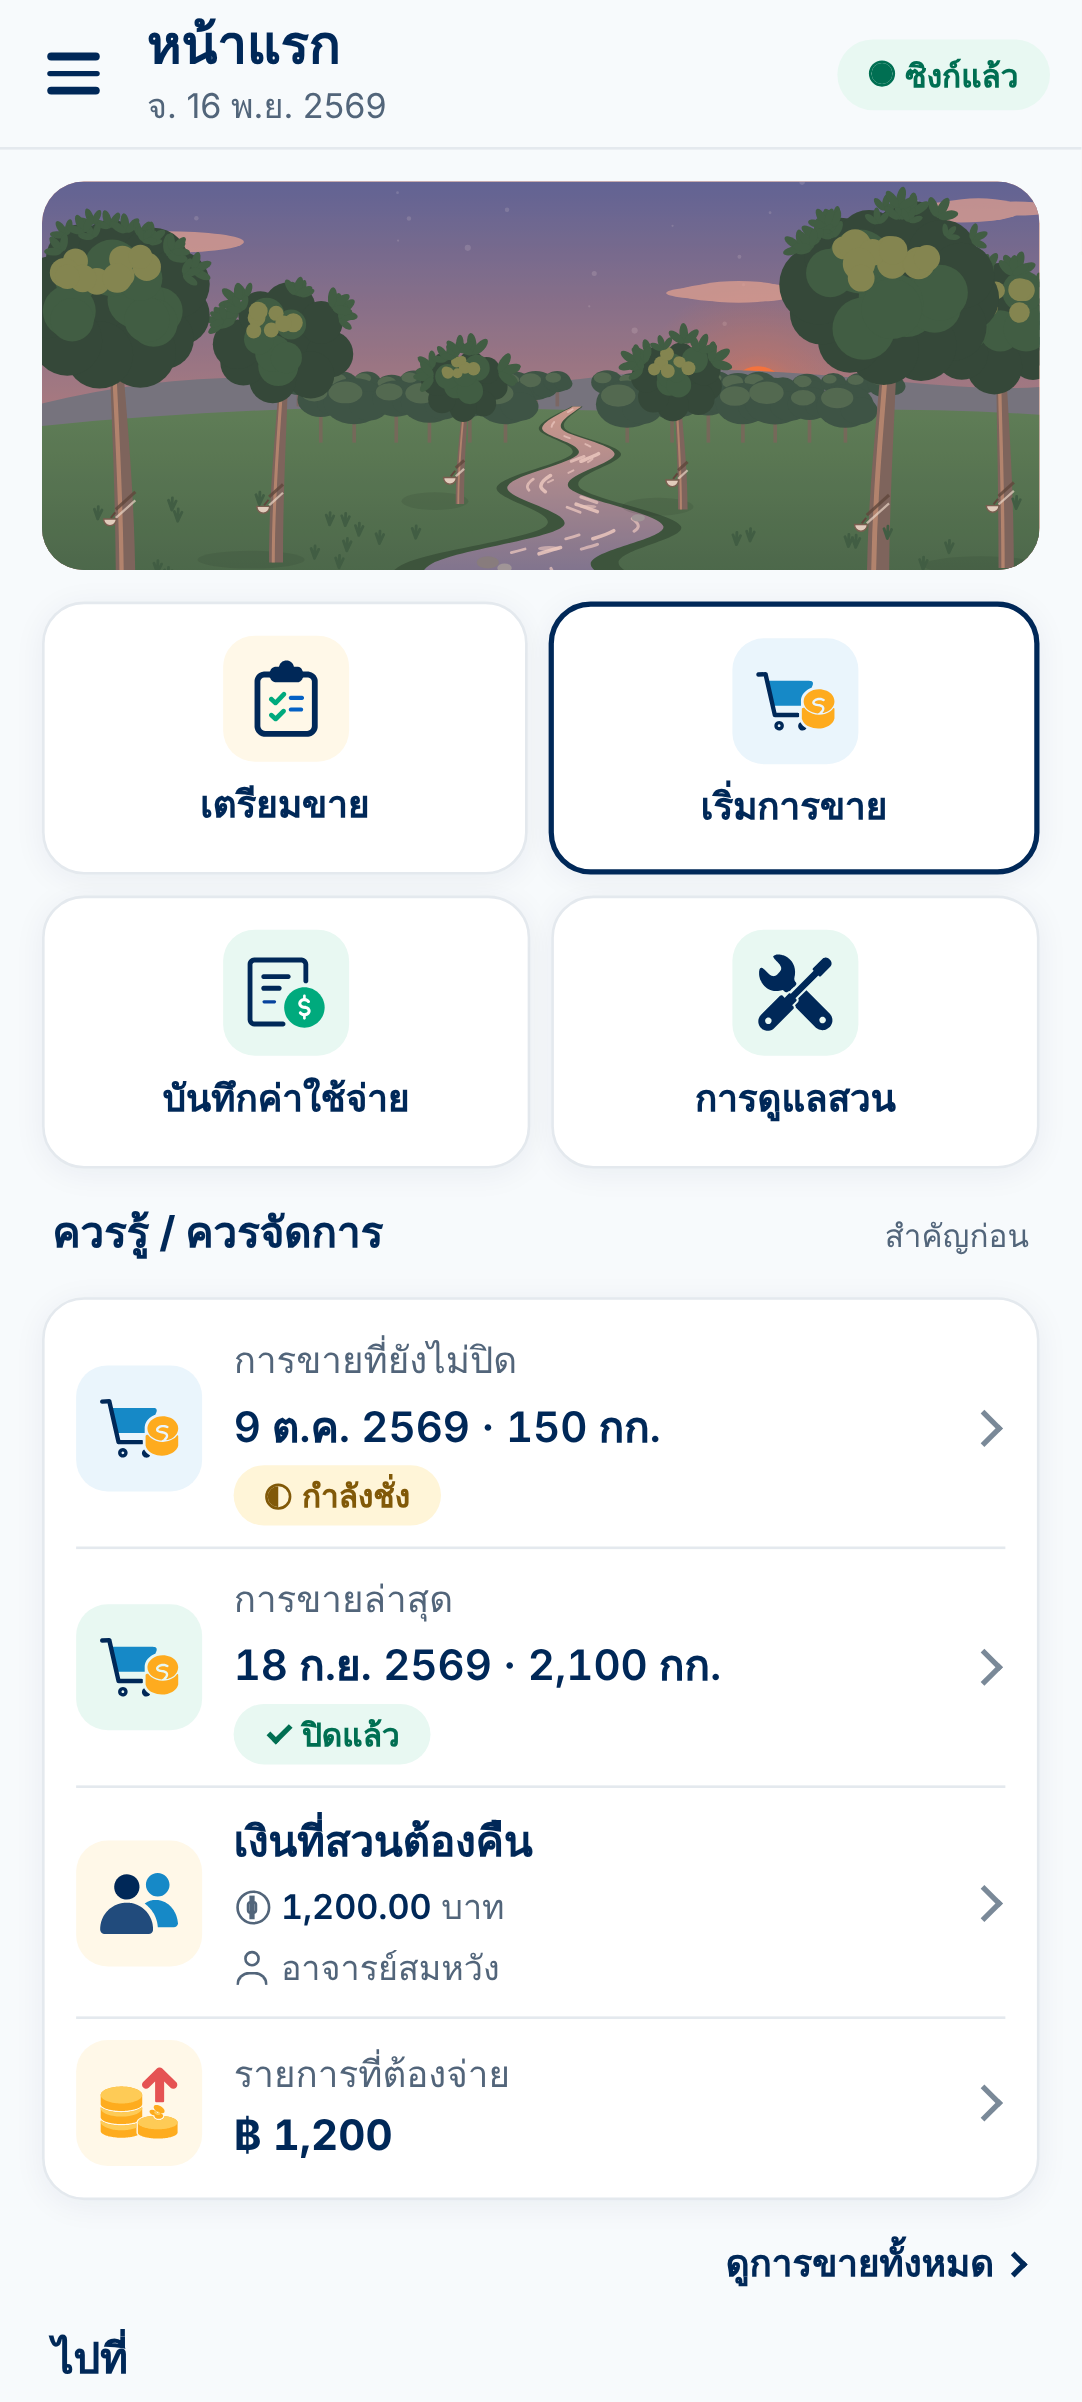 หน้าแรก
จ. 16 พ.ย. 2569
ซิงก์แล้ว
เตรียมขาย
เริ่มการขาย
บันทึกค่าใช้จ่าย
การดูแลสวน
ควรรู้ / ควรจัดการ
สำคัญก่อน
การขายที่ยังไม่ปิด
9 ต.ค. 2569 · 150 กก.
กำลังชั่ง
การขายล่าสุด
18 ก.ย. 2569 · 2,100 กก.
ปิดแล้ว
เงินที่สวนต้องคืน
1,200.00 บาท
อาจารย์สมหวัง
รายการที่ต้องจ่าย
฿ 1,200
ดูการขายทั้งหมด
ไปที่